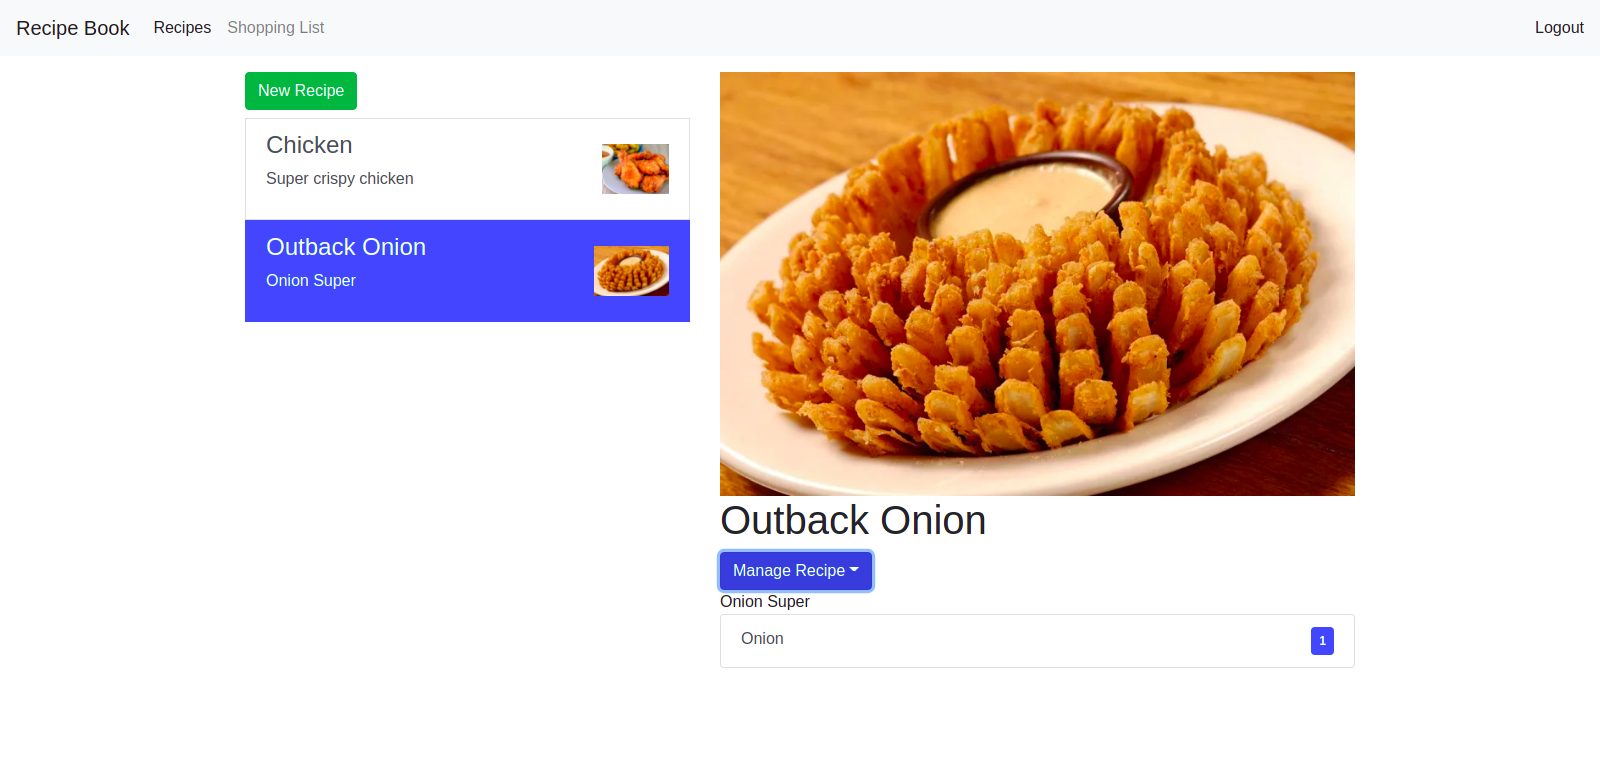 Recipe Book
Recipes
Shopping List
Logout
New Recipe
Chicken
Super crispy chicken
Outback Onion
Onion Super
Outback Onion
Manage Recipe
Onion Super
Onion
1